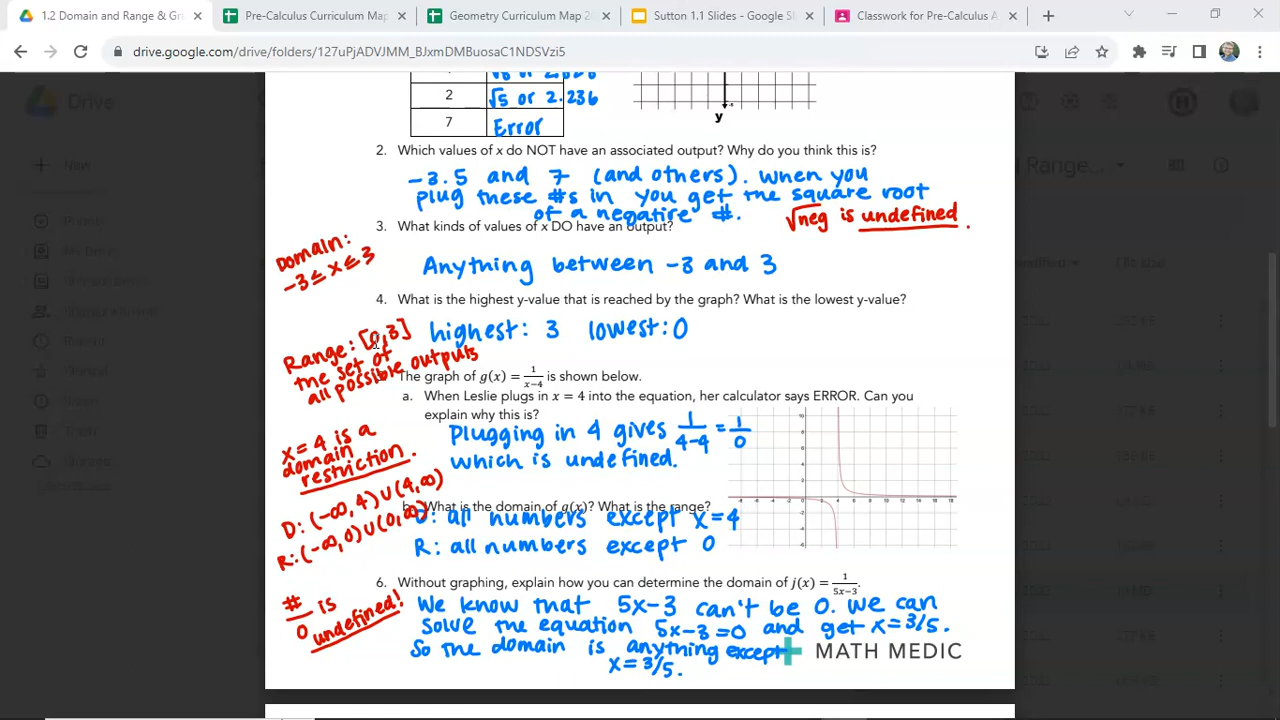 1.2 Domain and Range & Gra
Pre-Calculus Curriculum Map
Geometry Curriculum Map 2
Sutton 1.1 Slides - Google Sl
Classwork for Pre-Calculus A
drive.google.com/drive/folders/127uPjADVJMM_BJxmDMBuosaC1NDSVzi5
Drive
New
My Drive
Trash
Range...
2 √5 or 2.236
7 Error
y
2. Which values of x do NOT have an associated output? Why do you think this is?
-3.5 and 7 (and others). When you
plug these #s in you get the square root
of a negative #.
√neg is undefined.
3. What kinds of values of x DO have an output?
Domain:
-3 ≤ x ≤ 3
Anything between -3 and 3
4. What is the highest y-value that is reached by the graph? What is the lowest y-value?
highest: 3 lowest: 0
Range: [0,3]
the set of
all possible outputs
The graph of g(x) = 1/(x-4) is shown below.
a. When Leslie plugs in x = 4 into the equation, her calculator says ERROR. Can you
explain why this is?
Plugging in 4 gives 1/(4-4) = 1/0
which is undefined.
x=4 is a
domain
restriction.
b. What is the domain of g(x)? What is the range?
D: all numbers except x=4
R: all numbers except 0
D: (-∞, 4) ∪ (4, ∞)
R: (-∞, 0) ∪ (0, ∞)
6. Without graphing, explain how you can determine the domain of j(x) = 1/(5x-3).
We know that 5x-3 can't be 0. We can
solve the equation 5x-3=0 and get x=3/5.
So the domain is anything except
x=3/5.
#/0 is
undefined!
MATH MEDIC